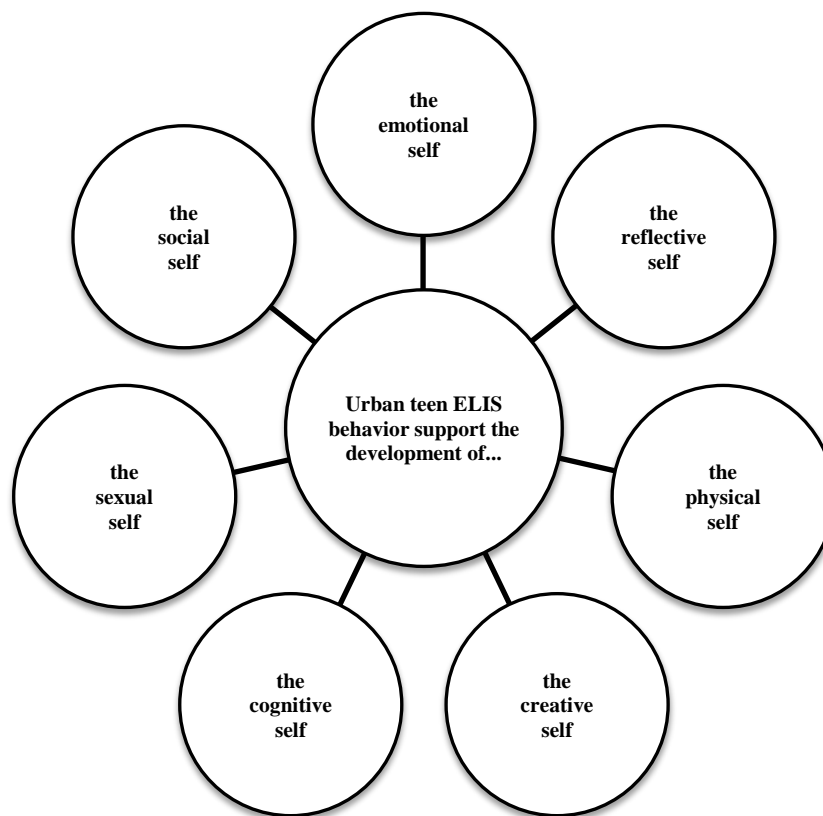 the
emotional
self
the
reflective
self
the
physical
self
the
creative
self
the
cognitive
self
the
sexual
self
the
social
self
Urban teen ELIS
behavior support the
development of...